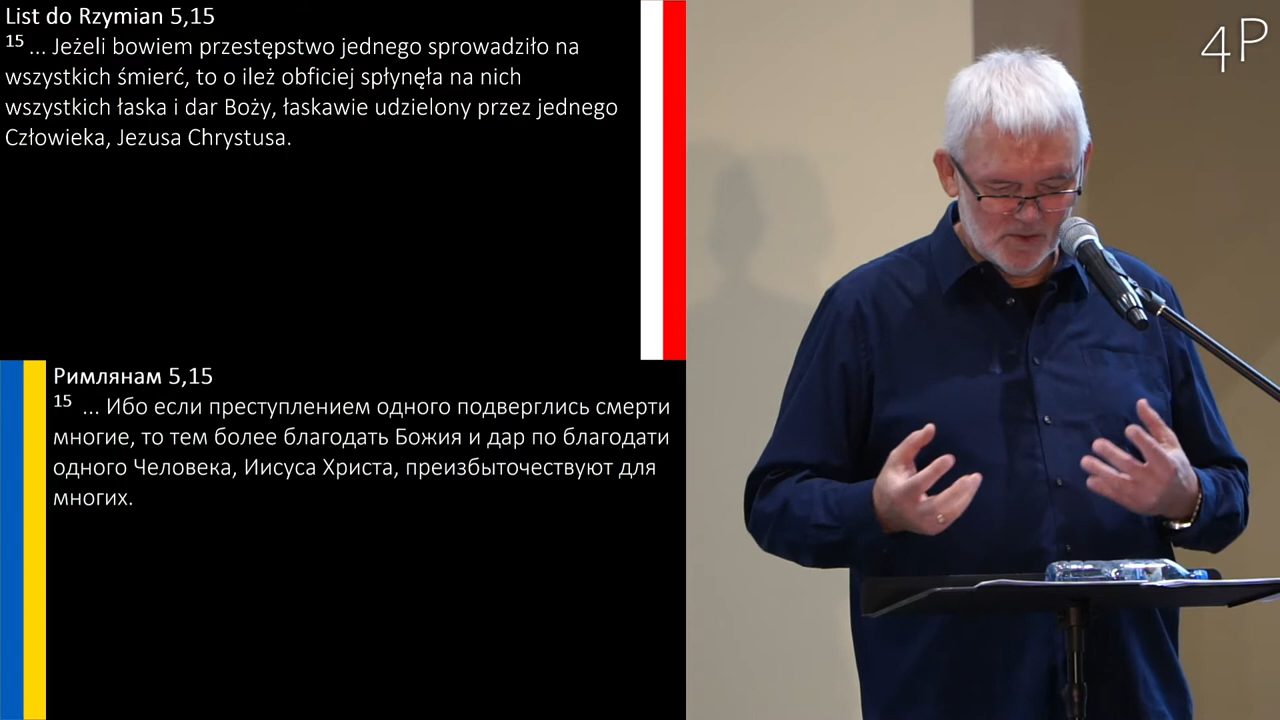 List do Rzymian 5,15
15 ... Jeżeli bowiem przestępstwo jednego sprowadziło na
wszystkich śmierć, to o ileż obficiej spłynęła na nich
wszystkich łaska i dar Boży, łaskawie udzielony przez jednego
Człowieka, Jezusa Chrystusa.
4P
Римлянам 5,15
15 ... Ибо если преступлением одного подверглись смерти
многие, то тем более благодать Божия и дар по благодати
одного Человека, Иисуса Христа, преизбыточествуют для
многих.